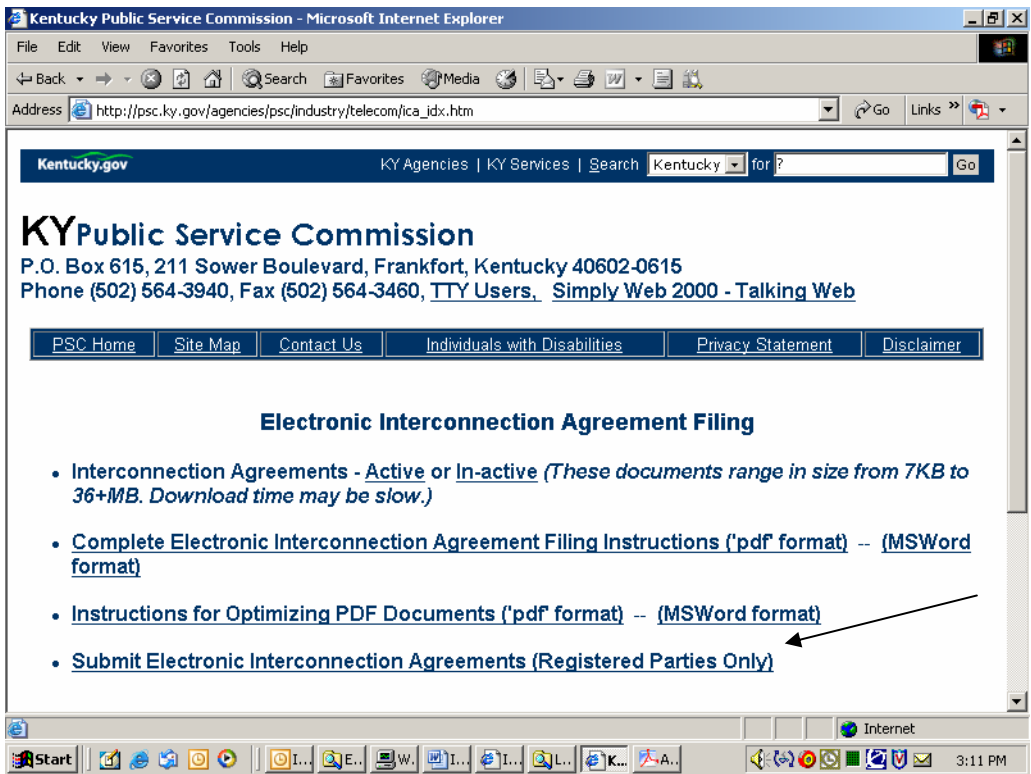 Kentucky Public Service Commission - Microsoft Internet Explorer
File Edit View Favorites Tools Help
Back Search Favorites Media
Address http://psc.ky.gov/agencies/psc/industry/telecom/ica_idx.htm Go Links »
Kentucky.gov KY Agencies | KY Services | Search Kentucky for ? Go
KY Public Service Commission
P.O. Box 615, 211 Sower Boulevard, Frankfort, Kentucky 40602-0615
Phone (502) 564-3940, Fax (502) 564-3460, TTY Users, Simply Web 2000 - Talking Web
PSC Home Site Map Contact Us Individuals with Disabilities Privacy Statement Disclaimer
Electronic Interconnection Agreement Filing
• Interconnection Agreements - Active or In-active (These documents range in size from 7KB to
36+MB. Download time may be slow.)
• Complete Electronic Interconnection Agreement Filing Instructions ('pdf' format) -- (MSWord
format)
• Instructions for Optimizing PDF Documents ('pdf' format) -- (MSWord format)
• Submit Electronic Interconnection Agreements (Registered Parties Only)
Internet
Start I... E... W... I... I... L... K... A... 3:11 PM